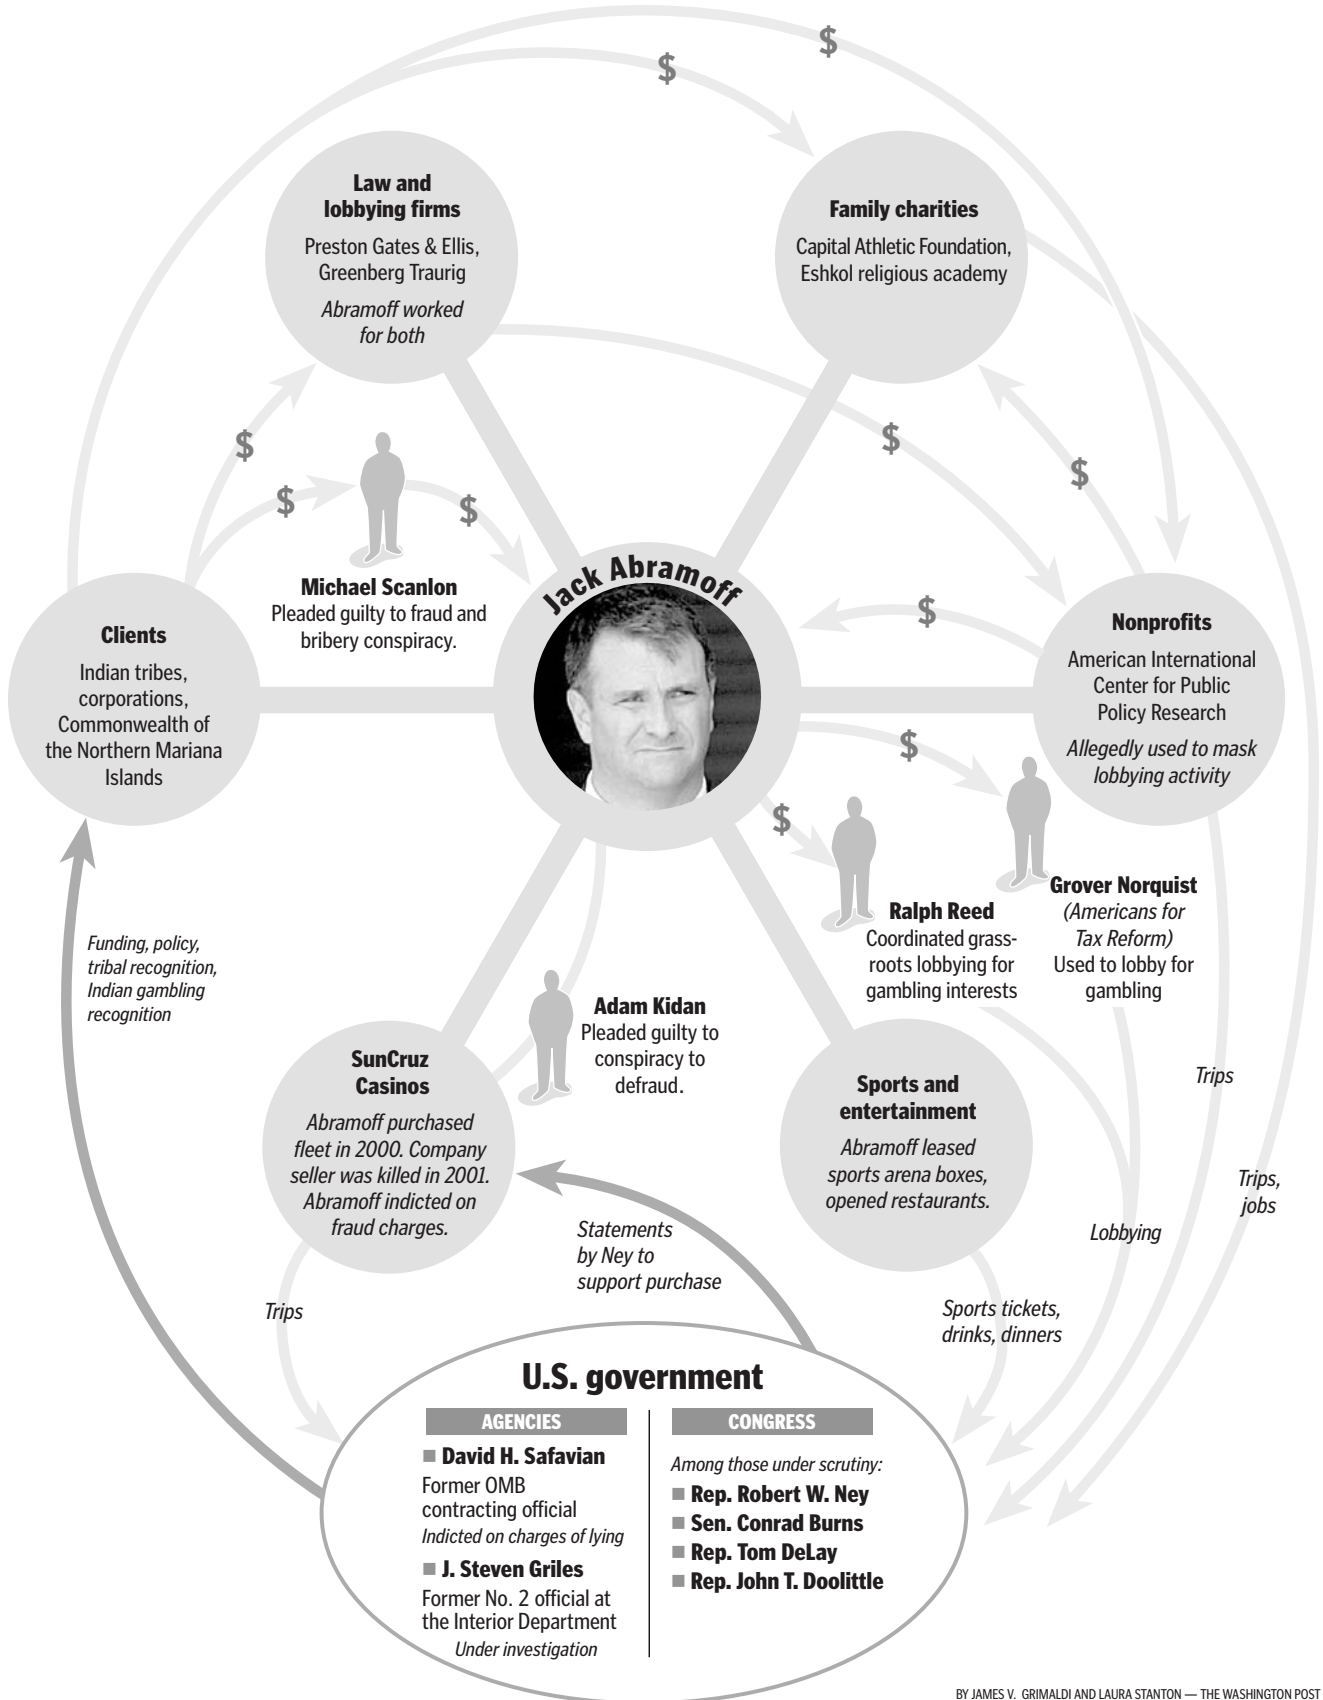 $
$
Law and
lobbying firms
Preston Gates & Ellis,
Greenberg Traurig
Abramoff worked
for both
Family charities
Capital Athletic Foundation,
Eshkol religious academy
$
$
$
$
$
Michael Scanlon
Pleaded guilty to fraud and
bribery conspiracy.
Jack Abramoff
$
Clients
Indian tribes,
corporations,
Commonwealth of
the Northern Mariana
Islands
Nonprofits
American International
Center for Public
Policy Research
Allegedly used to mask
lobbying activity
$
$
Ralph Reed
Coordinated grass-
roots lobbying for
gambling interests
Grover Norquist
(Americans for
Tax Reform)
Used to lobby for
gambling
Funding, policy,
tribal recognition,
Indian gambling
recognition
Adam Kidan
Pleaded guilty to
conspiracy to
defraud.
SunCruz
Casinos
Abramoff purchased
fleet in 2000. Company
seller was killed in 2001.
Abramoff indicted on
fraud charges.
Sports and
entertainment
Abramoff leased
sports arena boxes,
opened restaurants.
Trips
Trips,
jobs
Lobbying
Statements
by Ney to
support purchase
Trips
Sports tickets,
drinks, dinners
U.S. government
AGENCIES
David H. Safavian
Former OMB
contracting official
Indicted on charges of lying
J. Steven Griles
Former No. 2 official at
the Interior Department
Under investigation
CONGRESS
Among those under scrutiny:
Rep. Robert W. Ney
Sen. Conrad Burns
Rep. Tom DeLay
Rep. John T. Doolittle
BY JAMES V. GRIMALDI AND LAURA STANTON — THE WASHINGTON POST